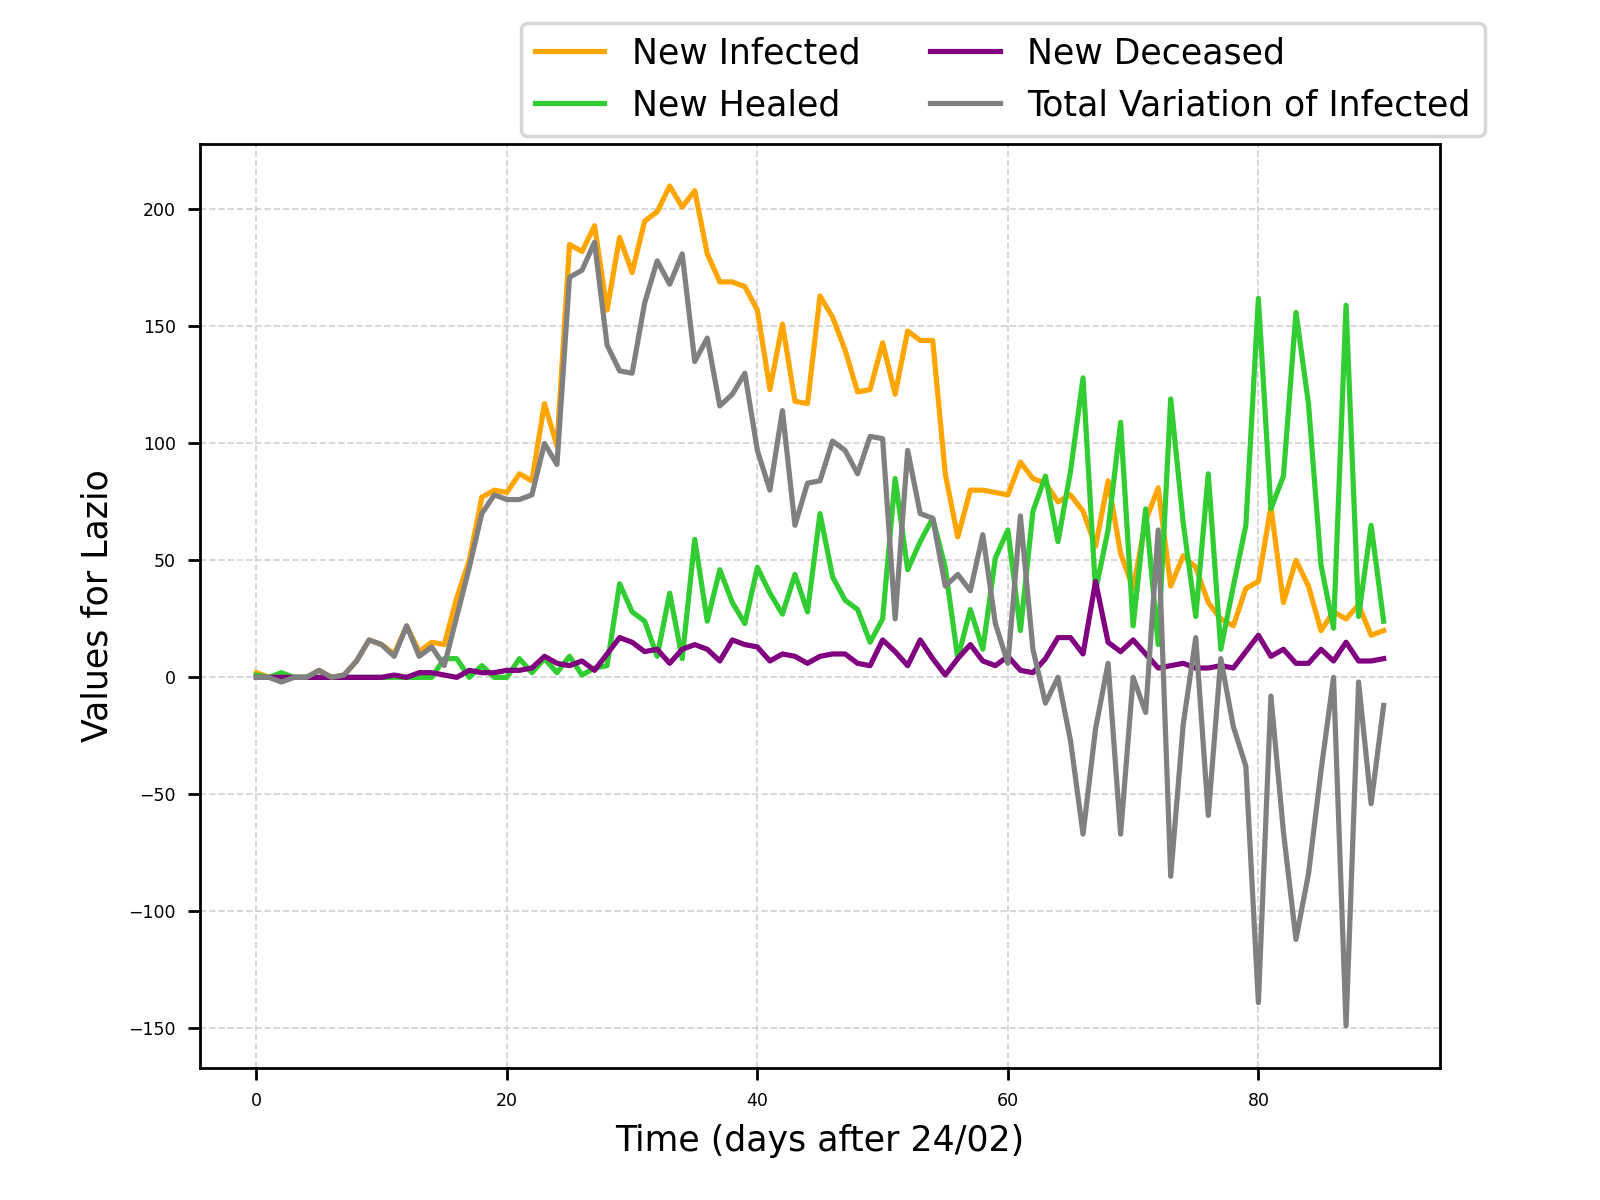 New Infected
New Healed
New Deceased
Total Variation of Infected
200
150
100
50
0
−50
−100
−150
Values for Lazio
0
20
40
60
80
Time (days after 24/02)